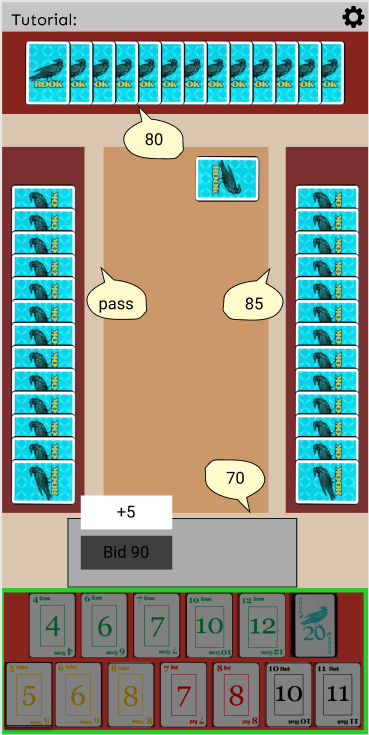 Tutorial:
ROOK
80
pass
85
70
+5
Bid 90
4 Green 4
6 Green 6
7 Green 7
10 Green 10
12 Green 12
20
5 Yellow 5
6 Yellow 6
8 Yellow 8
7 Red 7
8 Red 8
10 Black 10
11 Black 11